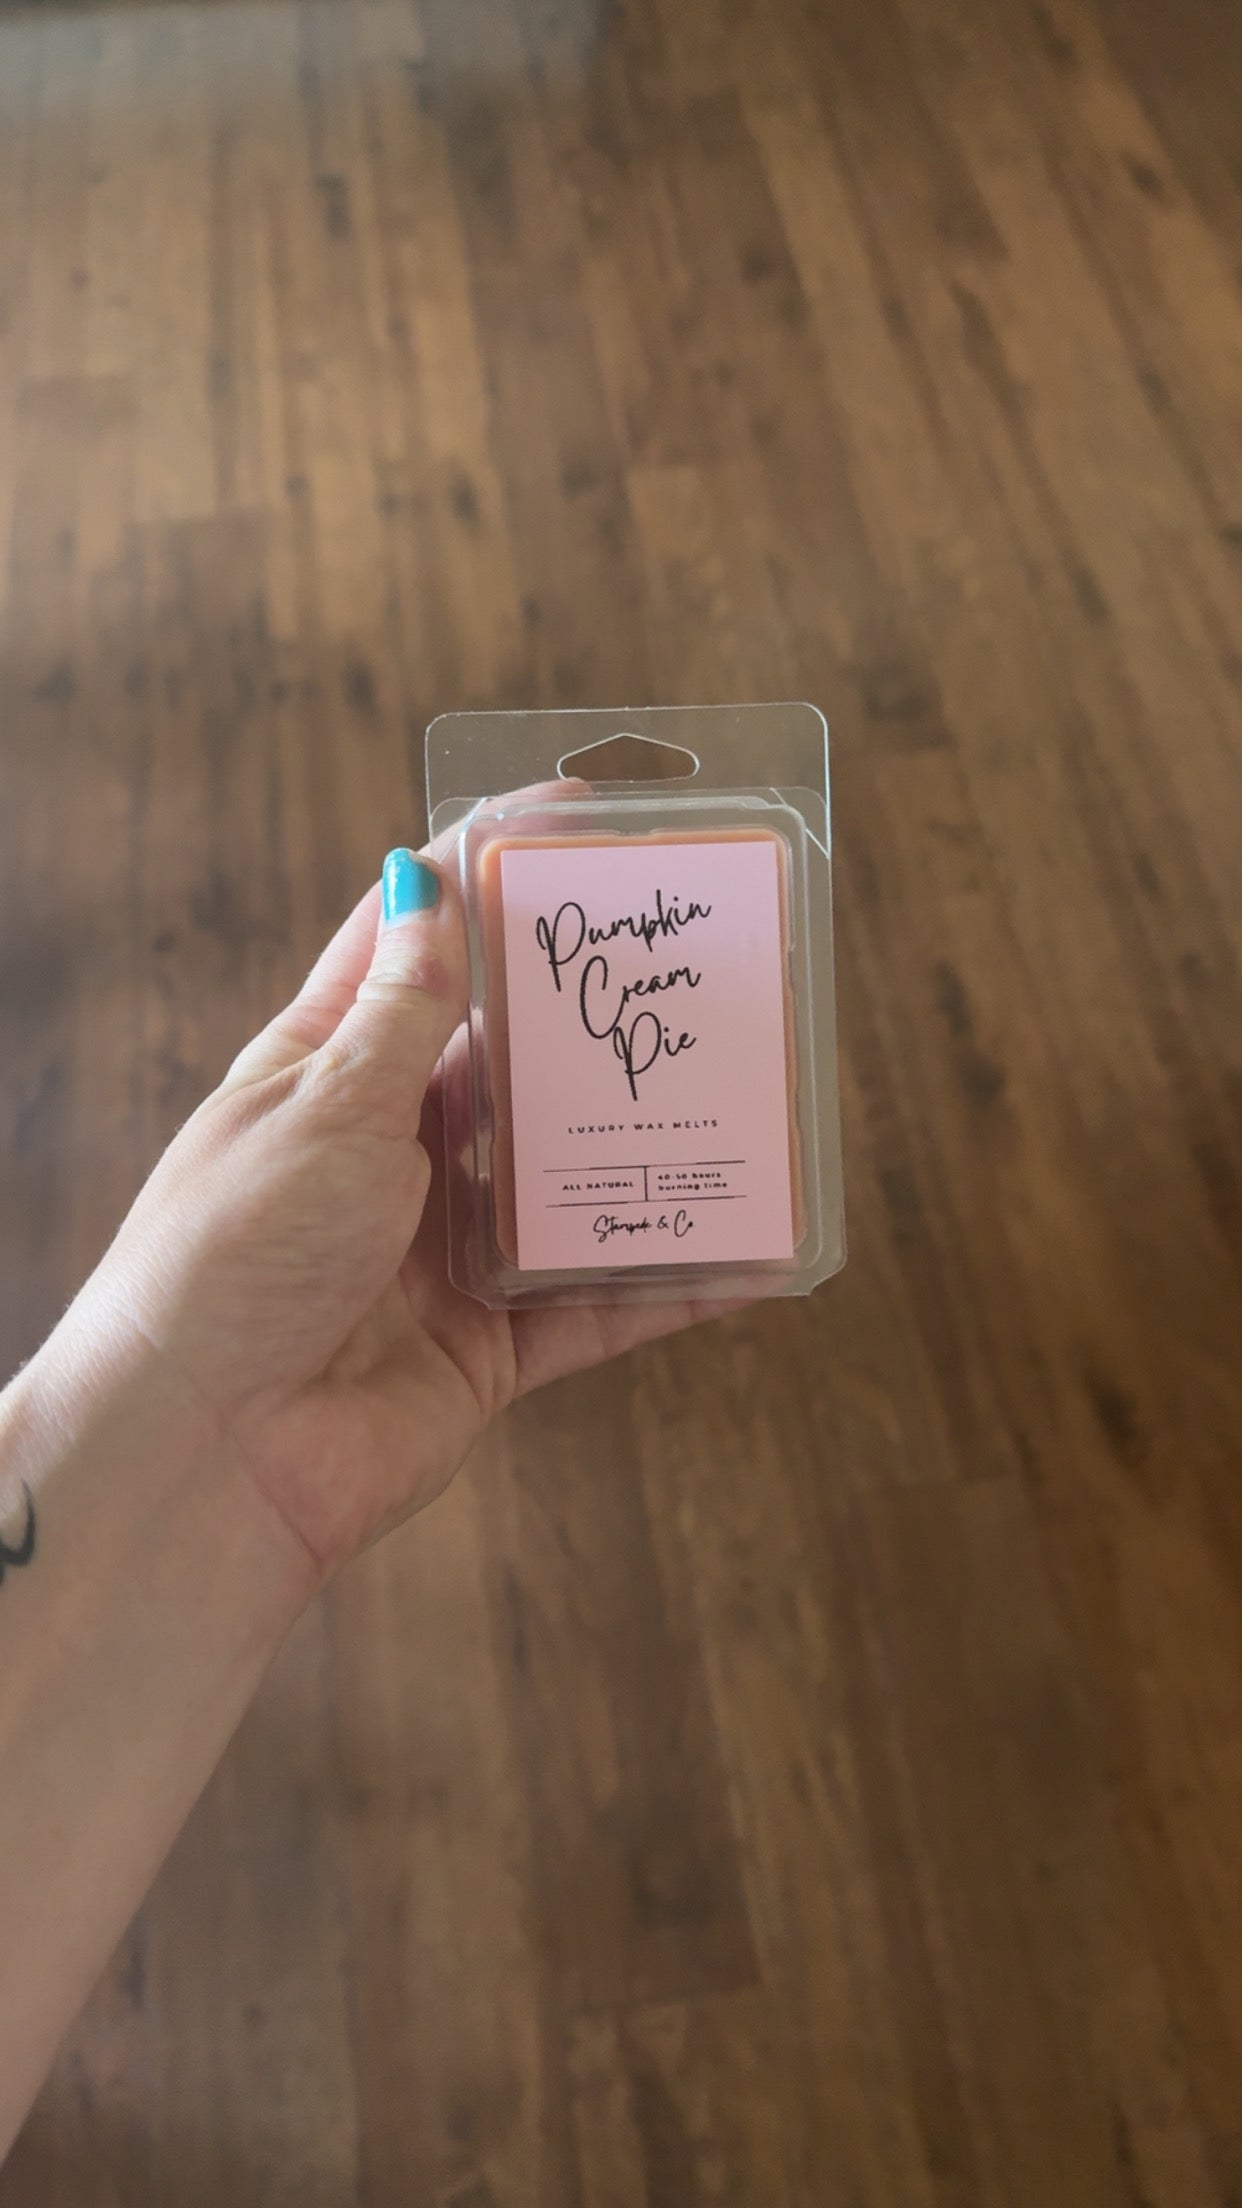 Pumpkin
Cream
Pie
LUXURY WAX MELTS
ALL NATURAL
40-50 hours
burning time
Stampede & Co